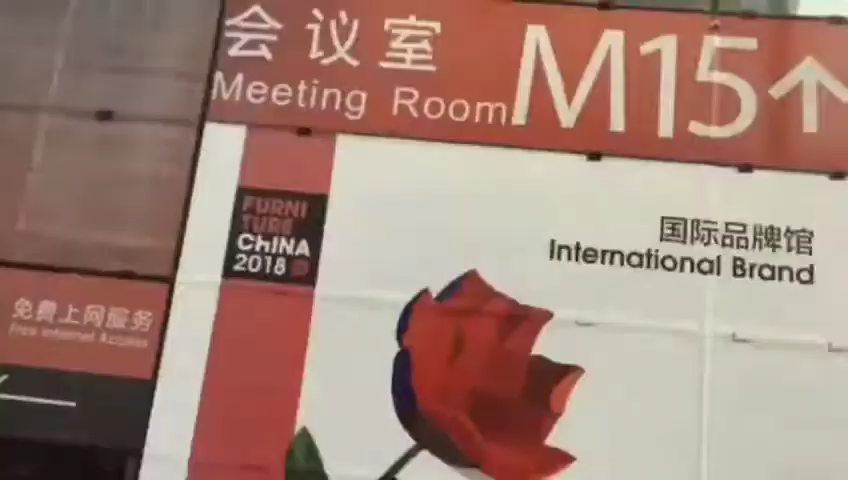 会议室
Meeting Room M15↑
FURNI
TURE
CHINA
2018
国际品牌馆
International Brand
免费上网服务
Free Internet Access